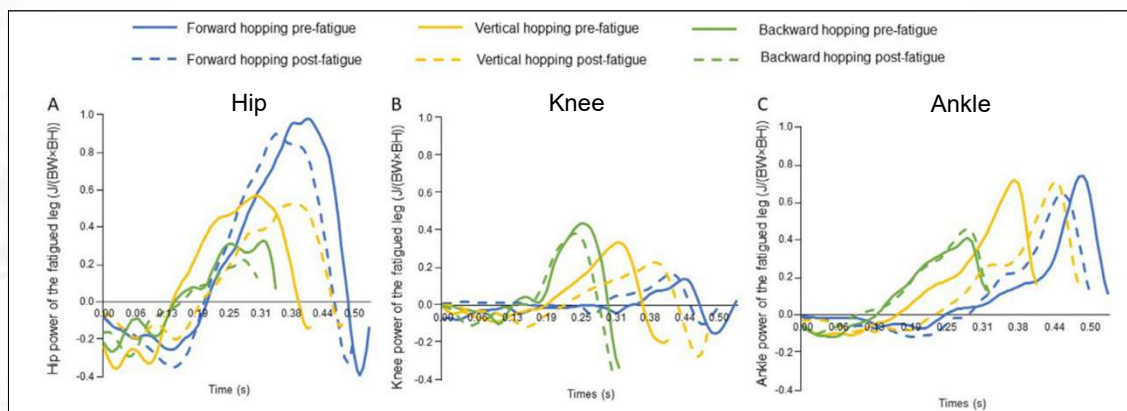 Forward hopping pre-fatigue Vertical hopping pre-fatigue Backward hopping pre-fatigue
Forward hopping post-fatigue Vertical hopping post-fatigue Backward hopping post-fatigue
A Hip
Hip power of the fatigued leg (J/(BW×BH))
1.0
0.8
0.6
0.4
0.2
0.0
-0.2
-0.4
0.00 0.06 0.13 0.19 0.25 0.31 0.38 0.44 0.50
Time (s)
B Knee
Knee power of the fatigued leg (J/(BW×BH))
1.0
0.8
0.6
0.4
0.2
0.0
-0.2
-0.4
0.00 0.06 0.13 0.19 0.25 0.31 0.38 0.44 0.50
Times (s)
C Ankle
Ankle power of the fatigued leg (J/(BW×BH))
1.0
0.8
0.6
0.4
0.2
0.0
-0.2
-0.4
0.00 0.06 0.13 0.19 0.25 0.31 0.38 0.44 0.50
Times (s)